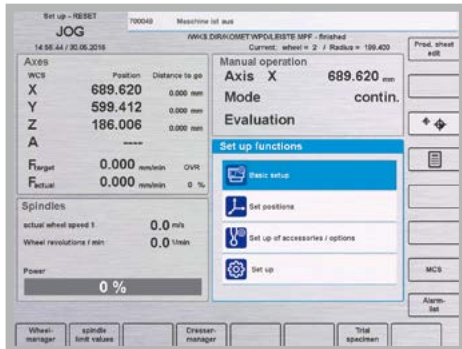 Set up - RESET
JOG
14:56:44 / 20.05.2016
700049 Maschine ist aus
/WKS.DIR/KOMET.WPD/LEISTE.MPF - finished
Current: wheel = 2 / Radius = 199.400
Prod. sheet edit
Axes
WCS Position Distance to go
X 689.620 0.000 mm
Y 599.412 0.000 mm
Z 186.006 0.000 mm
A ----
Ftarget 0.000 mm/min OVR
Factual 0.000 mm/min 0 %
Manual operation
Axis X 689.620 mm
Mode contin.
Evaluation
Set up functions
Basic setup
Set positions
Set up of accessories / options
Set up
Spindles
actual wheel speed 1 0.0 m/s
Wheel revolutions / min 0.0 1/min
Power
0 %
MCS
Alarm-list
Wheel-manager
spindle limit values
Dresser-manager
Trial specimen